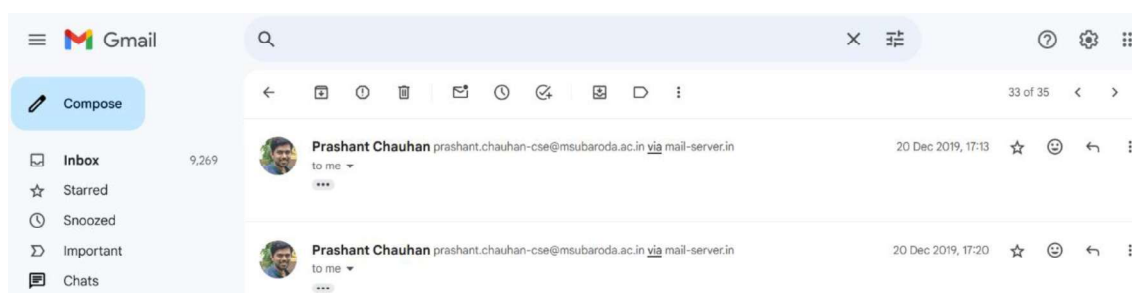 Gmail
Compose
33 of 35
Inbox 9,269
Prashant Chauhan prashant.chauhan-cse@msubaroda.ac.in via mail-server.in 20 Dec 2019, 17:13
to me
Starred
Snoozed
Important
Prashant Chauhan prashant.chauhan-cse@msubaroda.ac.in via mail-server.in 20 Dec 2019, 17:20
to me
Chats